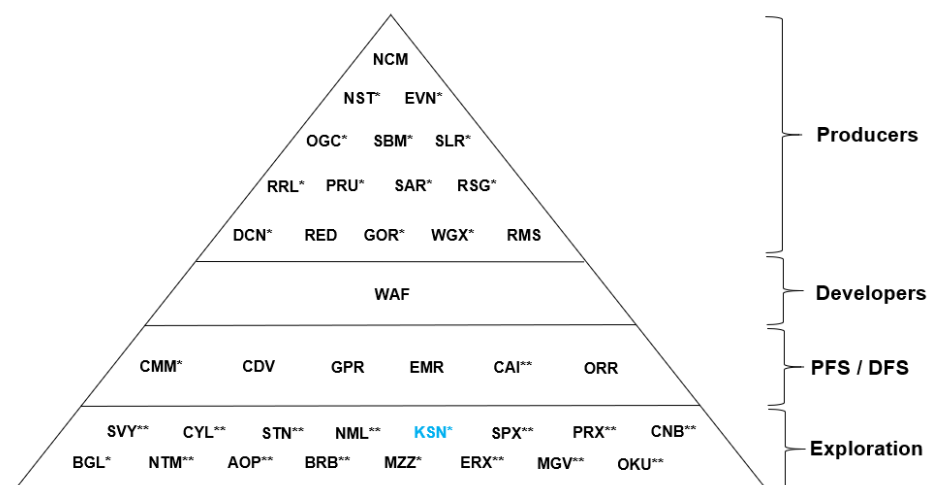 NCM
NST* EVN*
OGC* SBM* SLR*
Producers
RRL* PRU* SAR* RSG*
DCN* RED GOR* WGX* RMS
WAF
Developers
CMM* CDV GPR EMR CAI** ORR
PFS / DFS
SVY** CYL** STN** NML** KSN* SPX** PRX** CNB**
Exploration
BGL* NTM** AOP** BRB** MZZ* ERX** MGV** OKU**